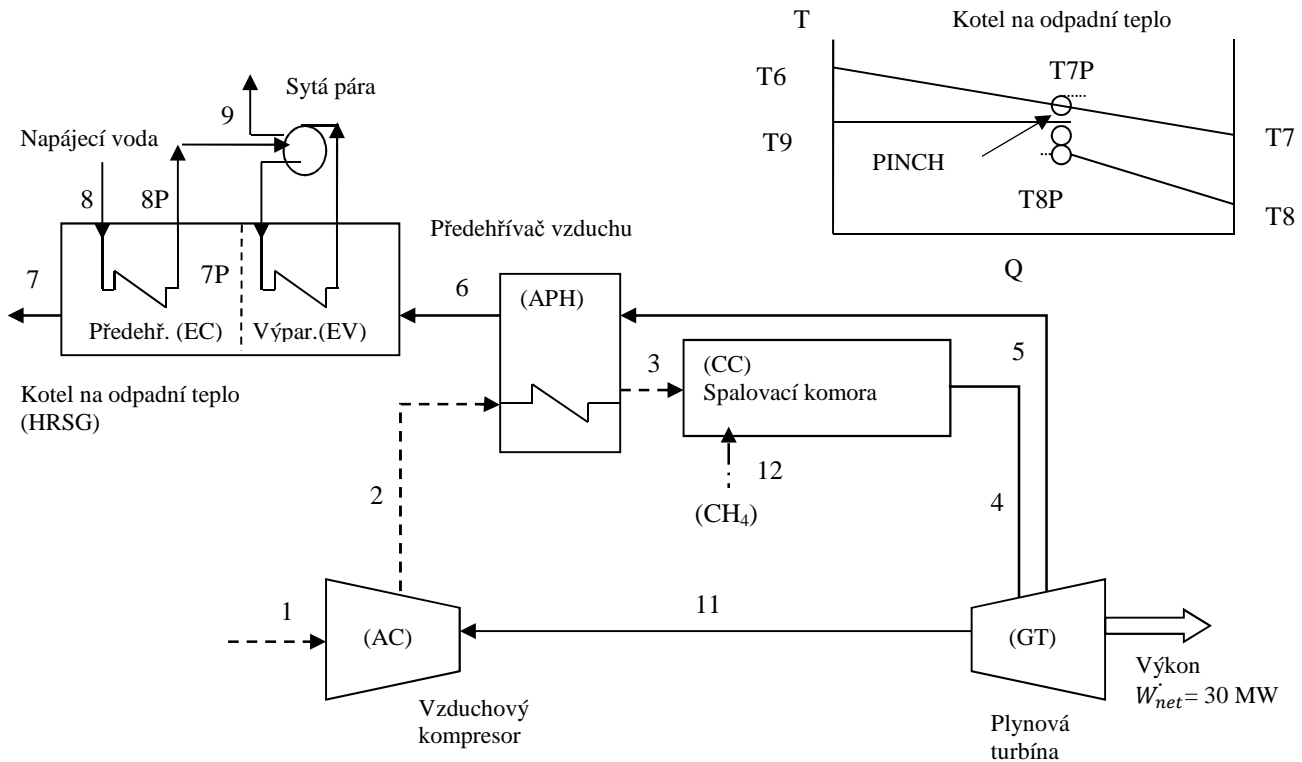 T
Kotel na odpadní teplo
T6
T7P
T9
PINCH
T7
T8P
T8
Q
Sytá pára
9
Napájecí voda
8
8P
7P
7
Předehř. (EC)
Výpar.(EV)
Kotel na odpadní teplo
(HRSG)
Předehřívač vzduchu
6
(APH)
3
(CC)
Spalovací komora
5
12
(CH₄)
2
4
1
(AC)
11
(GT)
Vzduchový
kompresor
Výkon
Ẇnet= 30 MW
Plynová
turbína